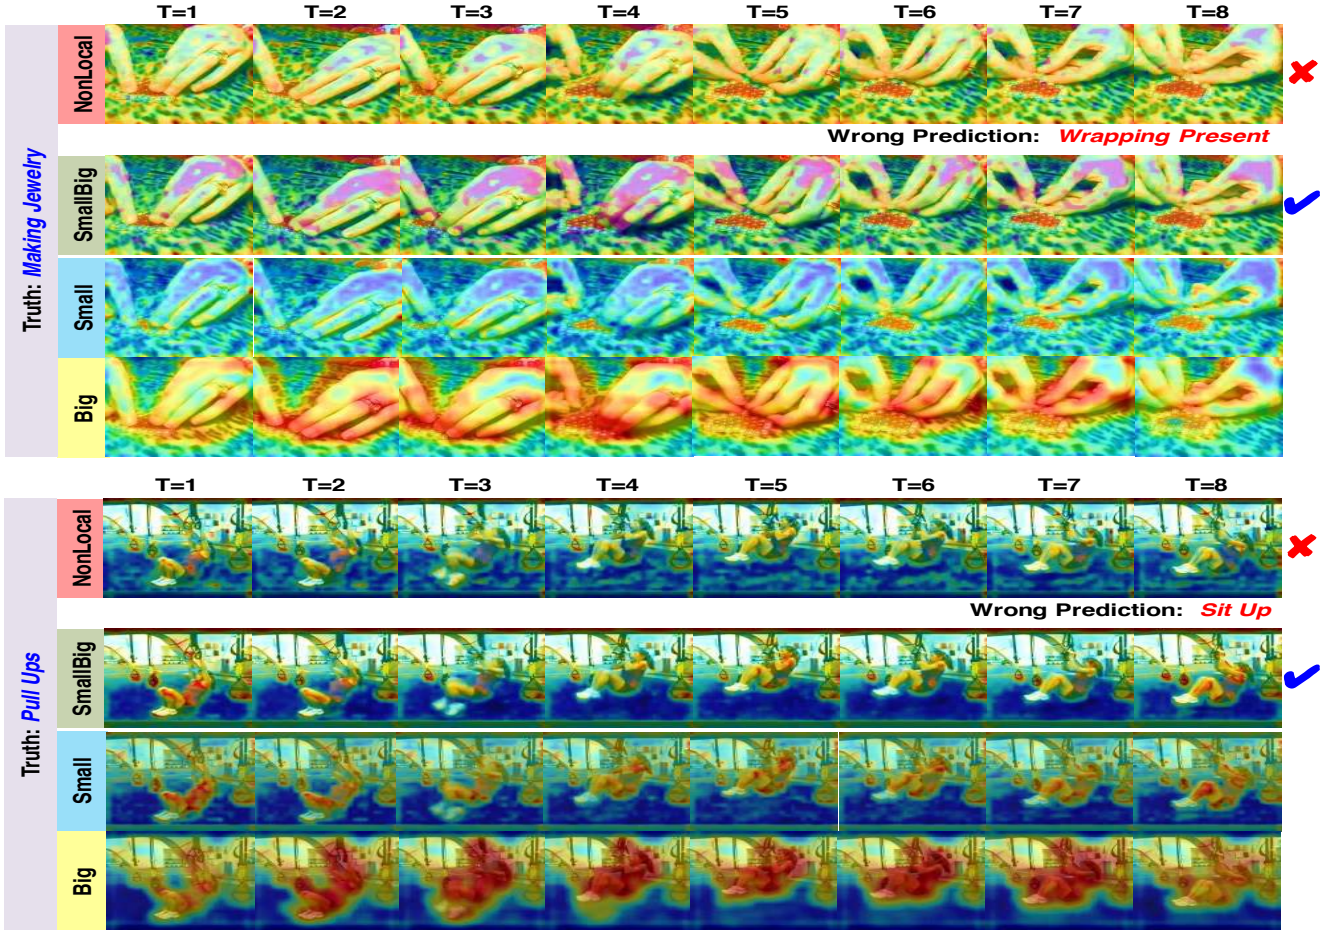 T=1 T=2 T=3 T=4 T=5 T=6 T=7 T=8
Truth: Making Jewelry
NonLocal
Wrong Prediction: Wrapping Present
SmallBig
Small
Big
T=1 T=2 T=3 T=4 T=5 T=6 T=7 T=8
Truth: Pull Ups
NonLocal
Wrong Prediction: Sit Up
SmallBig
Small
Big